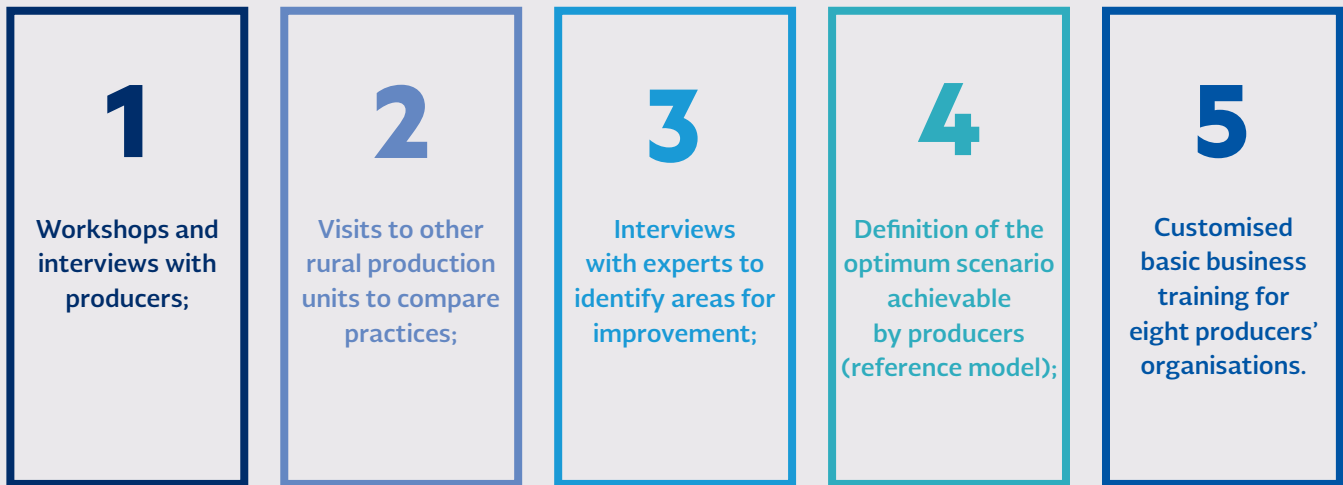 1
Workshops and
interviews with
producers;
2
Visits to other
rural production
units to compare
practices;
3
Interviews
with experts to
identify areas for
improvement;
4
Definition of the
optimum scenario
achievable
by producers
(reference model);
5
Customised
basic business
training for
eight producers’
organisations.